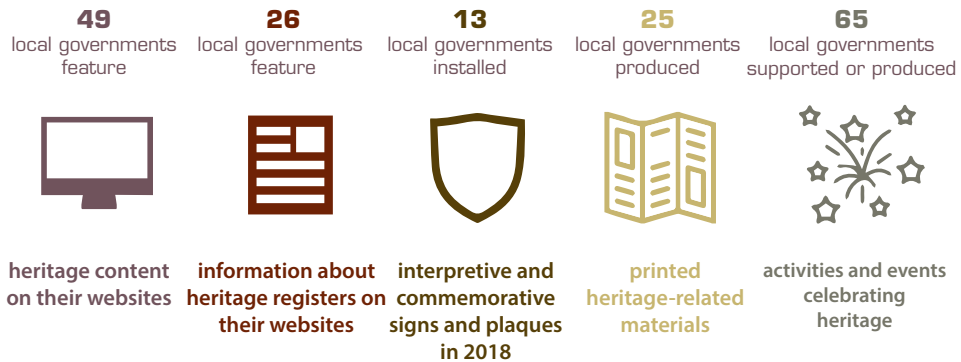 49
local governments
feature
heritage content
on their websites
26
local governments
feature
information about
heritage registers on
their websites
13
local governments
installed
interpretive and
commemorative
signs and plaques
in 2018
25
local governments
produced
printed
heritage-related
materials
65
local governments
supported or produced
activities and events
celebrating
heritage